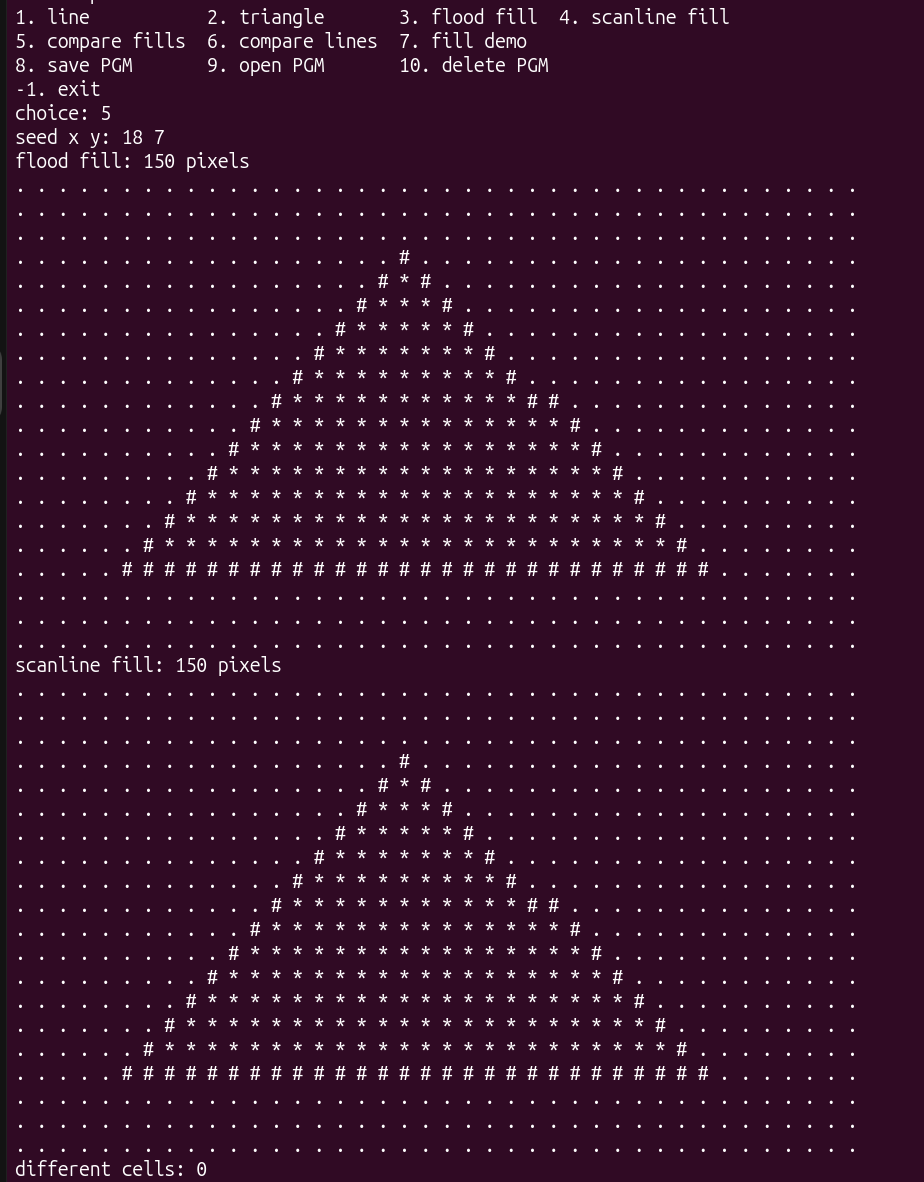 1. line           2. triangle       3. flood fill  4. scanline fill
5. compare fills  6. compare lines  7. fill demo
8. save PGM       9. open PGM       10. delete PGM
-1. exit
choice: 5
seed x y: 18 7
flood fill: 150 pixels
. . . . . . . . . . . . . . . . . . . . . . . . . . . . . . . . . . . . . . . .
. . . . . . . . . . . . . . . . . . . . . . . . . . . . . . . . . . . . . . . .
. . . . . . . . . . . . . . . . . . . . . . . . . . . . . . . . . . . . . . . .
. . . . . . . . . . . . . . . . . . # . . . . . . . . . . . . . . . . . . . . .
. . . . . . . . . . . . . . . . . # * # . . . . . . . . . . . . . . . . . . . .
. . . . . . . . . . . . . . . . # * * * # . . . . . . . . . . . . . . . . . . .
. . . . . . . . . . . . . . . # * * * * * # . . . . . . . . . . . . . . . . . .
. . . . . . . . . . . . . . # * * * * * * * # . . . . . . . . . . . . . . . . .
. . . . . . . . . . . . . # * * * * * * * * * # . . . . . . . . . . . . . . . .
. . . . . . . . . . . . # * * * * * * * * * * * # # . . . . . . . . . . . . . .
. . . . . . . . . . . # * * * * * * * * * * * * * * # . . . . . . . . . . . . .
. . . . . . . . . . # * * * * * * * * * * * * * * * * # . . . . . . . . . . . .
. . . . . . . . . # * * * * * * * * * * * * * * * * * * # . . . . . . . . . . .
. . . . . . . . # * * * * * * * * * * * * * * * * * * * * # . . . . . . . . . .
. . . . . . . # * * * * * * * * * * * * * * * * * * * * * * # . . . . . . . . .
. . . . . . # * * * * * * * * * * * * * * * * * * * * * * * * # . . . . . . . .
. . . . . # # # # # # # # # # # # # # # # # # # # # # # # # # # # . . . . . . .
. . . . . . . . . . . . . . . . . . . . . . . . . . . . . . . . . . . . . . . .
. . . . . . . . . . . . . . . . . . . . . . . . . . . . . . . . . . . . . . . .
. . . . . . . . . . . . . . . . . . . . . . . . . . . . . . . . . . . . . . . .
scanline fill: 150 pixels
. . . . . . . . . . . . . . . . . . . . . . . . . . . . . . . . . . . . . . . .
. . . . . . . . . . . . . . . . . . . . . . . . . . . . . . . . . . . . . . . .
. . . . . . . . . . . . . . . . . . . . . . . . . . . . . . . . . . . . . . . .
. . . . . . . . . . . . . . . . . . # . . . . . . . . . . . . . . . . . . . . .
. . . . . . . . . . . . . . . . . # * # . . . . . . . . . . . . . . . . . . . .
. . . . . . . . . . . . . . . . # * * * # . . . . . . . . . . . . . . . . . . .
. . . . . . . . . . . . . . . # * * * * * # . . . . . . . . . . . . . . . . . .
. . . . . . . . . . . . . . # * * * * * * * # . . . . . . . . . . . . . . . . .
. . . . . . . . . . . . . # * * * * * * * * * # . . . . . . . . . . . . . . . .
. . . . . . . . . . . . # * * * * * * * * * * * # # . . . . . . . . . . . . . .
. . . . . . . . . . . # * * * * * * * * * * * * * * # . . . . . . . . . . . . .
. . . . . . . . . . # * * * * * * * * * * * * * * * * # . . . . . . . . . . . .
. . . . . . . . . # * * * * * * * * * * * * * * * * * * # . . . . . . . . . . .
. . . . . . . . # * * * * * * * * * * * * * * * * * * * * # . . . . . . . . . .
. . . . . . . # * * * * * * * * * * * * * * * * * * * * * * # . . . . . . . . .
. . . . . . # * * * * * * * * * * * * * * * * * * * * * * * * # . . . . . . . .
. . . . . # # # # # # # # # # # # # # # # # # # # # # # # # # # # . . . . . . .
. . . . . . . . . . . . . . . . . . . . . . . . . . . . . . . . . . . . . . . .
. . . . . . . . . . . . . . . . . . . . . . . . . . . . . . . . . . . . . . . .
. . . . . . . . . . . . . . . . . . . . . . . . . . . . . . . . . . . . . . . .
different cells: 0